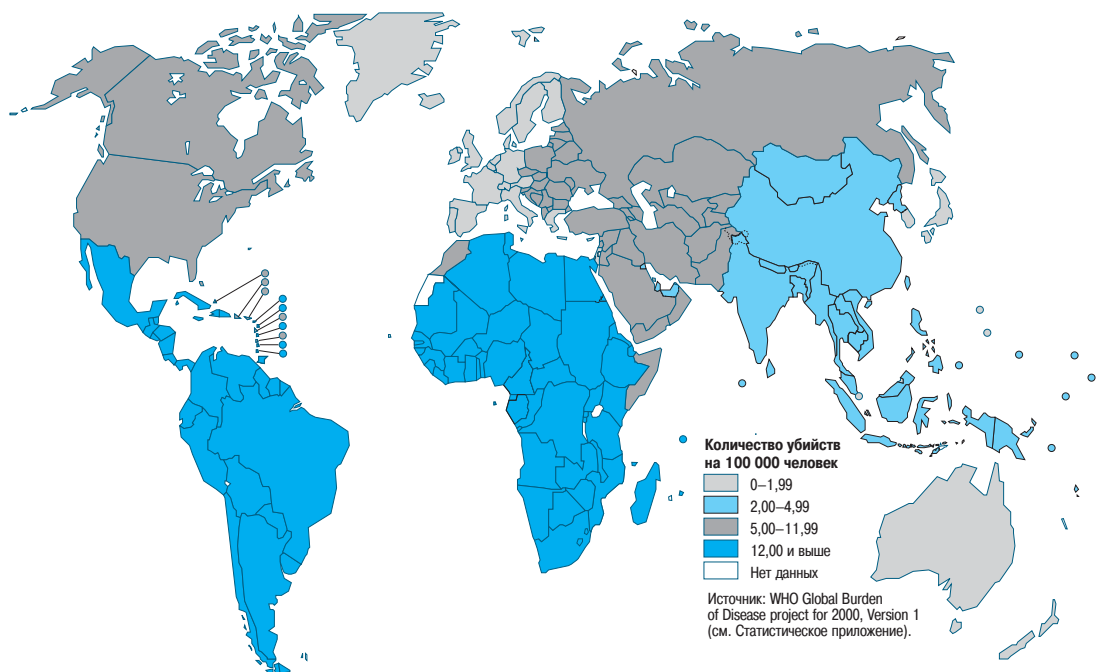 Количество убийств
на 100 000 человек
0–1,99
2,00–4,99
5,00–11,99
12,00 и выше
Нет данных
Источник: WHO Global Burden
of Disease project for 2000, Version 1
(см. Статистическое приложение).